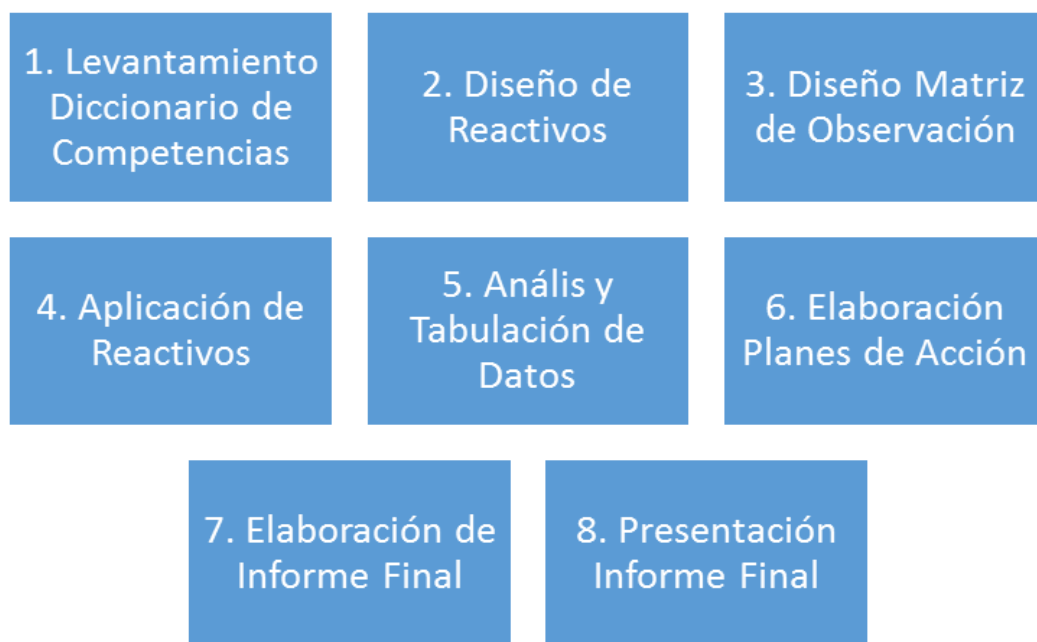 1. Levantamiento
Diccionario de
Competencias
2. Diseño de
Reactivos
3. Diseño Matriz
de Observación
4. Aplicación de
Reactivos
5. Anális y
Tabulación de
Datos
6. Elaboración
Planes de Acción
7. Elaboración de
Informe Final
8. Presentación
Informe Final